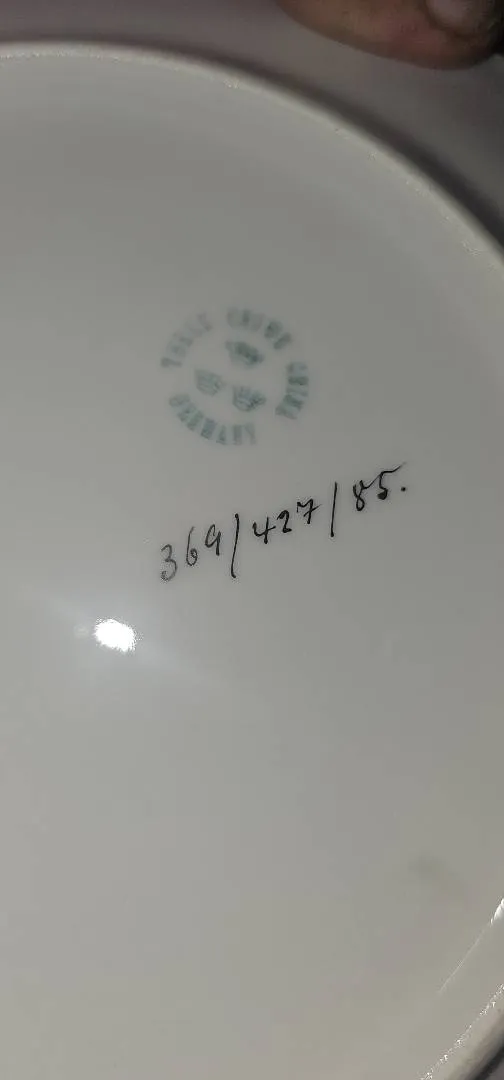 THREE CROWN CHINA
GERMANY
369/427/85.